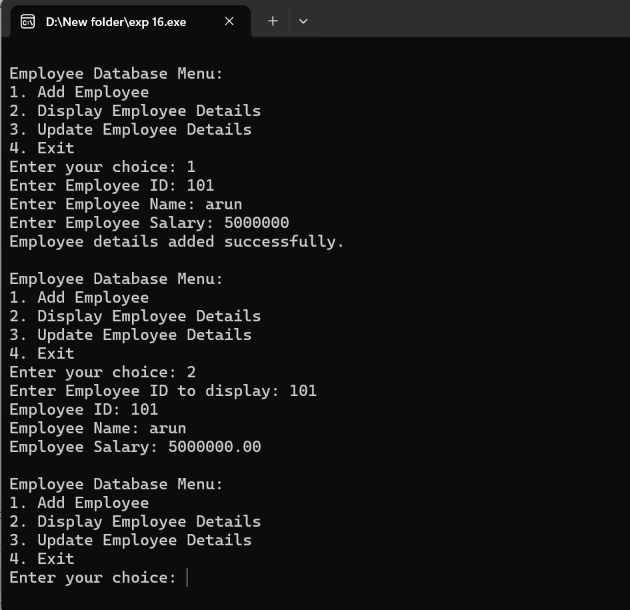 D:\New folder\exp 16.exe
Employee Database Menu:
1. Add Employee
2. Display Employee Details
3. Update Employee Details
4. Exit
Enter your choice: 1
Enter Employee ID: 101
Enter Employee Name: arun
Enter Employee Salary: 5000000
Employee details added successfully.
Employee Database Menu:
1. Add Employee
2. Display Employee Details
3. Update Employee Details
4. Exit
Enter your choice: 2
Enter Employee ID to display: 101
Employee ID: 101
Employee Name: arun
Employee Salary: 5000000.00
Employee Database Menu:
1. Add Employee
2. Display Employee Details
3. Update Employee Details
4. Exit
Enter your choice: